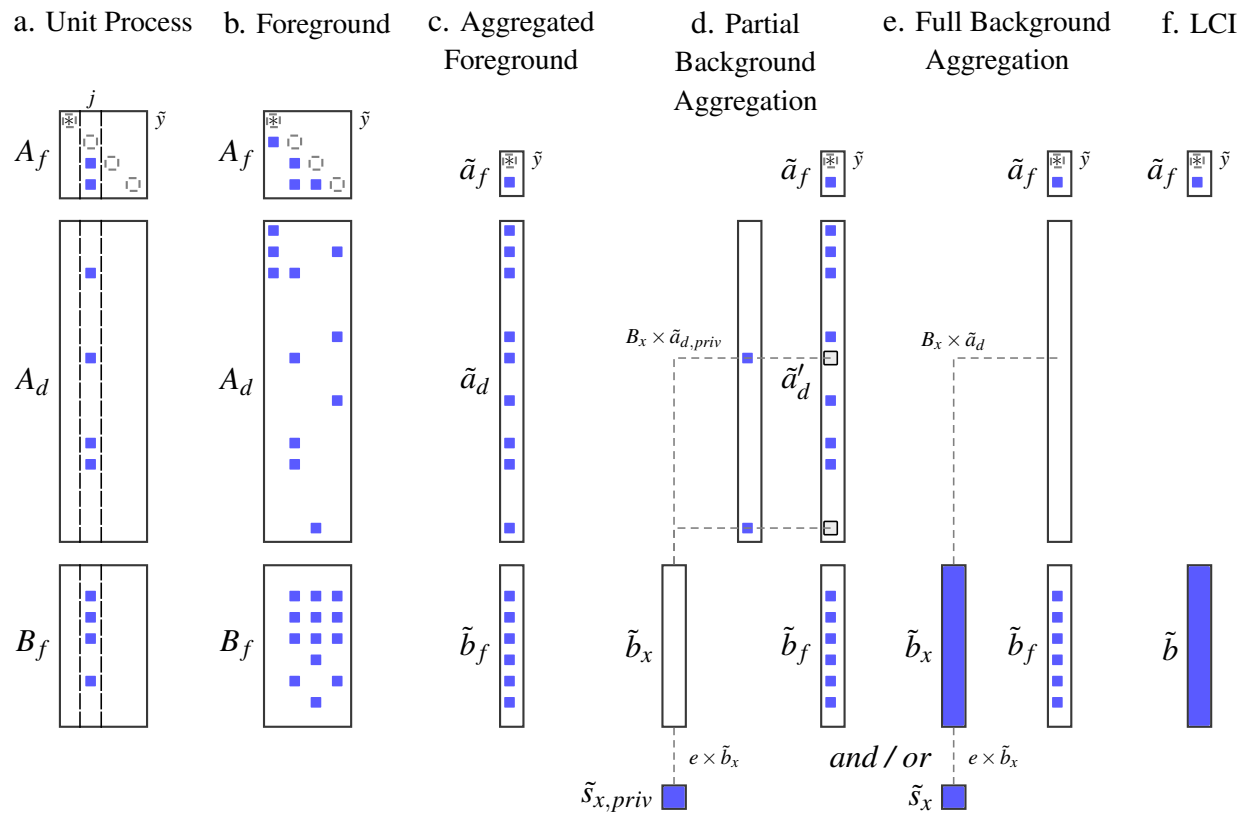 a. Unit Process
b. Foreground
c. Aggregated
Foreground
d. Partial
Background
Aggregation
e. Full Background
Aggregation
f. LCI
j
* ỹ
A_f
* ỹ
A_f
* ỹ
ã_f
* ỹ
ã_f
* ỹ
ã_f
*
ã_f
A_d
A_d
ã_d
B_x × ã_{d,priv}
ã′_d
B_x × ã_d
B_f
B_f
b̃_f
b̃_x
b̃_f
b̃_x
b̃_f
b̃
e × b̃_x
and / or
e × b̃_x
s̃_{x,priv}
s̃_x